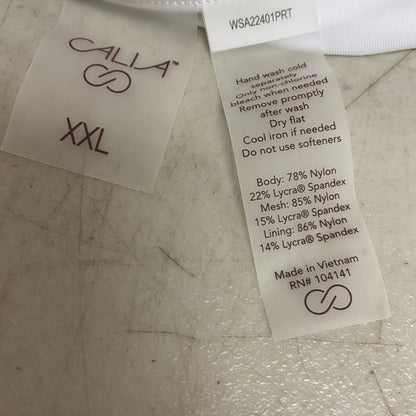 CALIA™
XXL
WSA22401PRT
Hand wash cold
separately
Only non-chlorine
bleach when needed
Remove promptly
after wash
Dry flat
Cool iron if needed
Do not use softeners
Body: 78% Nylon
22% Lycra® Spandex
Mesh: 85% Nylon
15% Lycra® Spandex
Lining: 86% Nylon
14% Lycra® Spandex
Made in Vietnam
RN# 104141